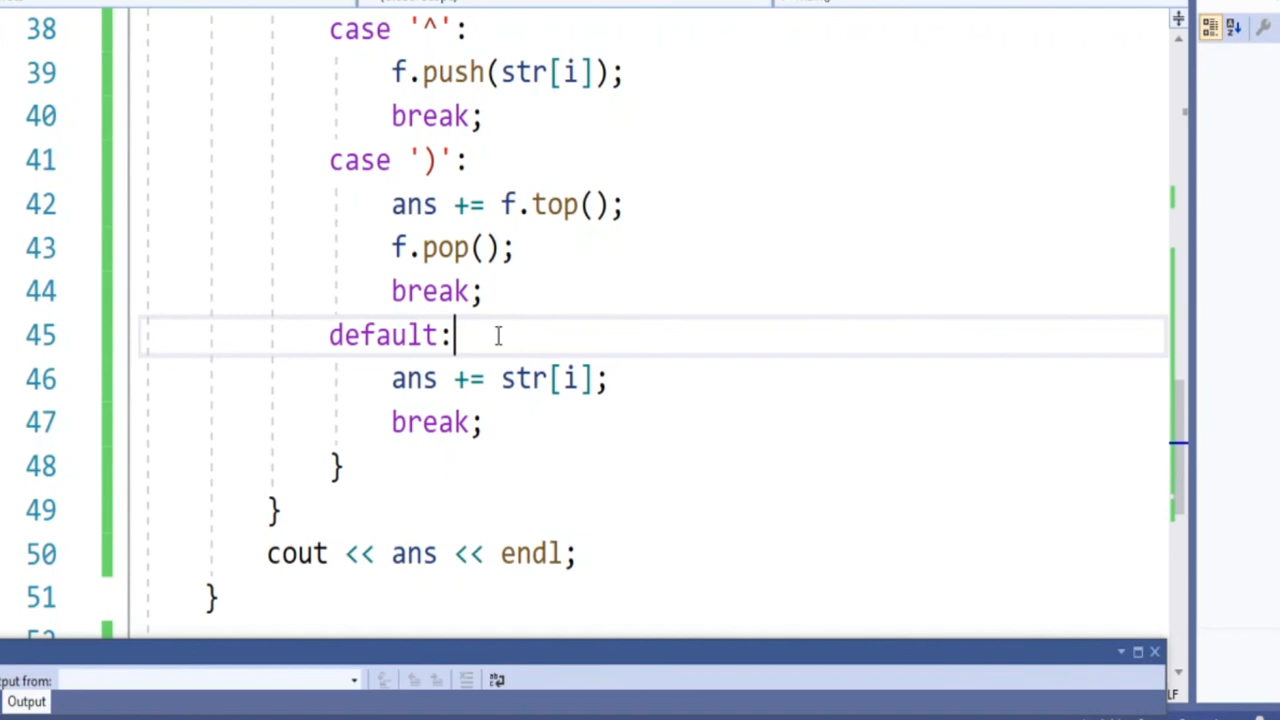 38 case '^':
39 f.push(str[i]);
40 break;
41 case ')':
42 ans += f.top();
43 f.pop();
44 break;
45 default:
46 ans += str[i];
47 break;
48 }
49 }
50 cout << ans << endl;
51 }
put from:
Output